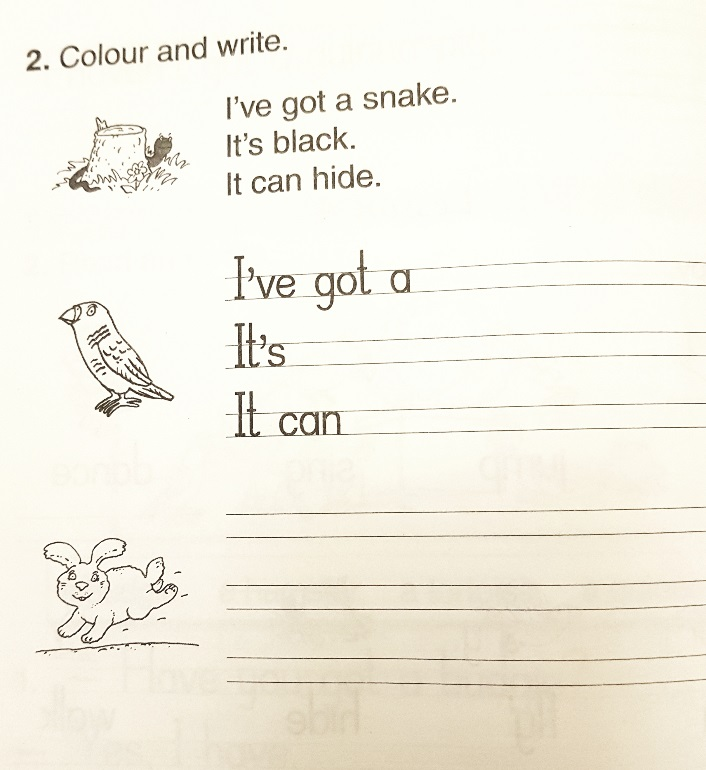 2. Colour and write.
I've got a snake.
It's black.
It can hide.
I've got a
It's
It can